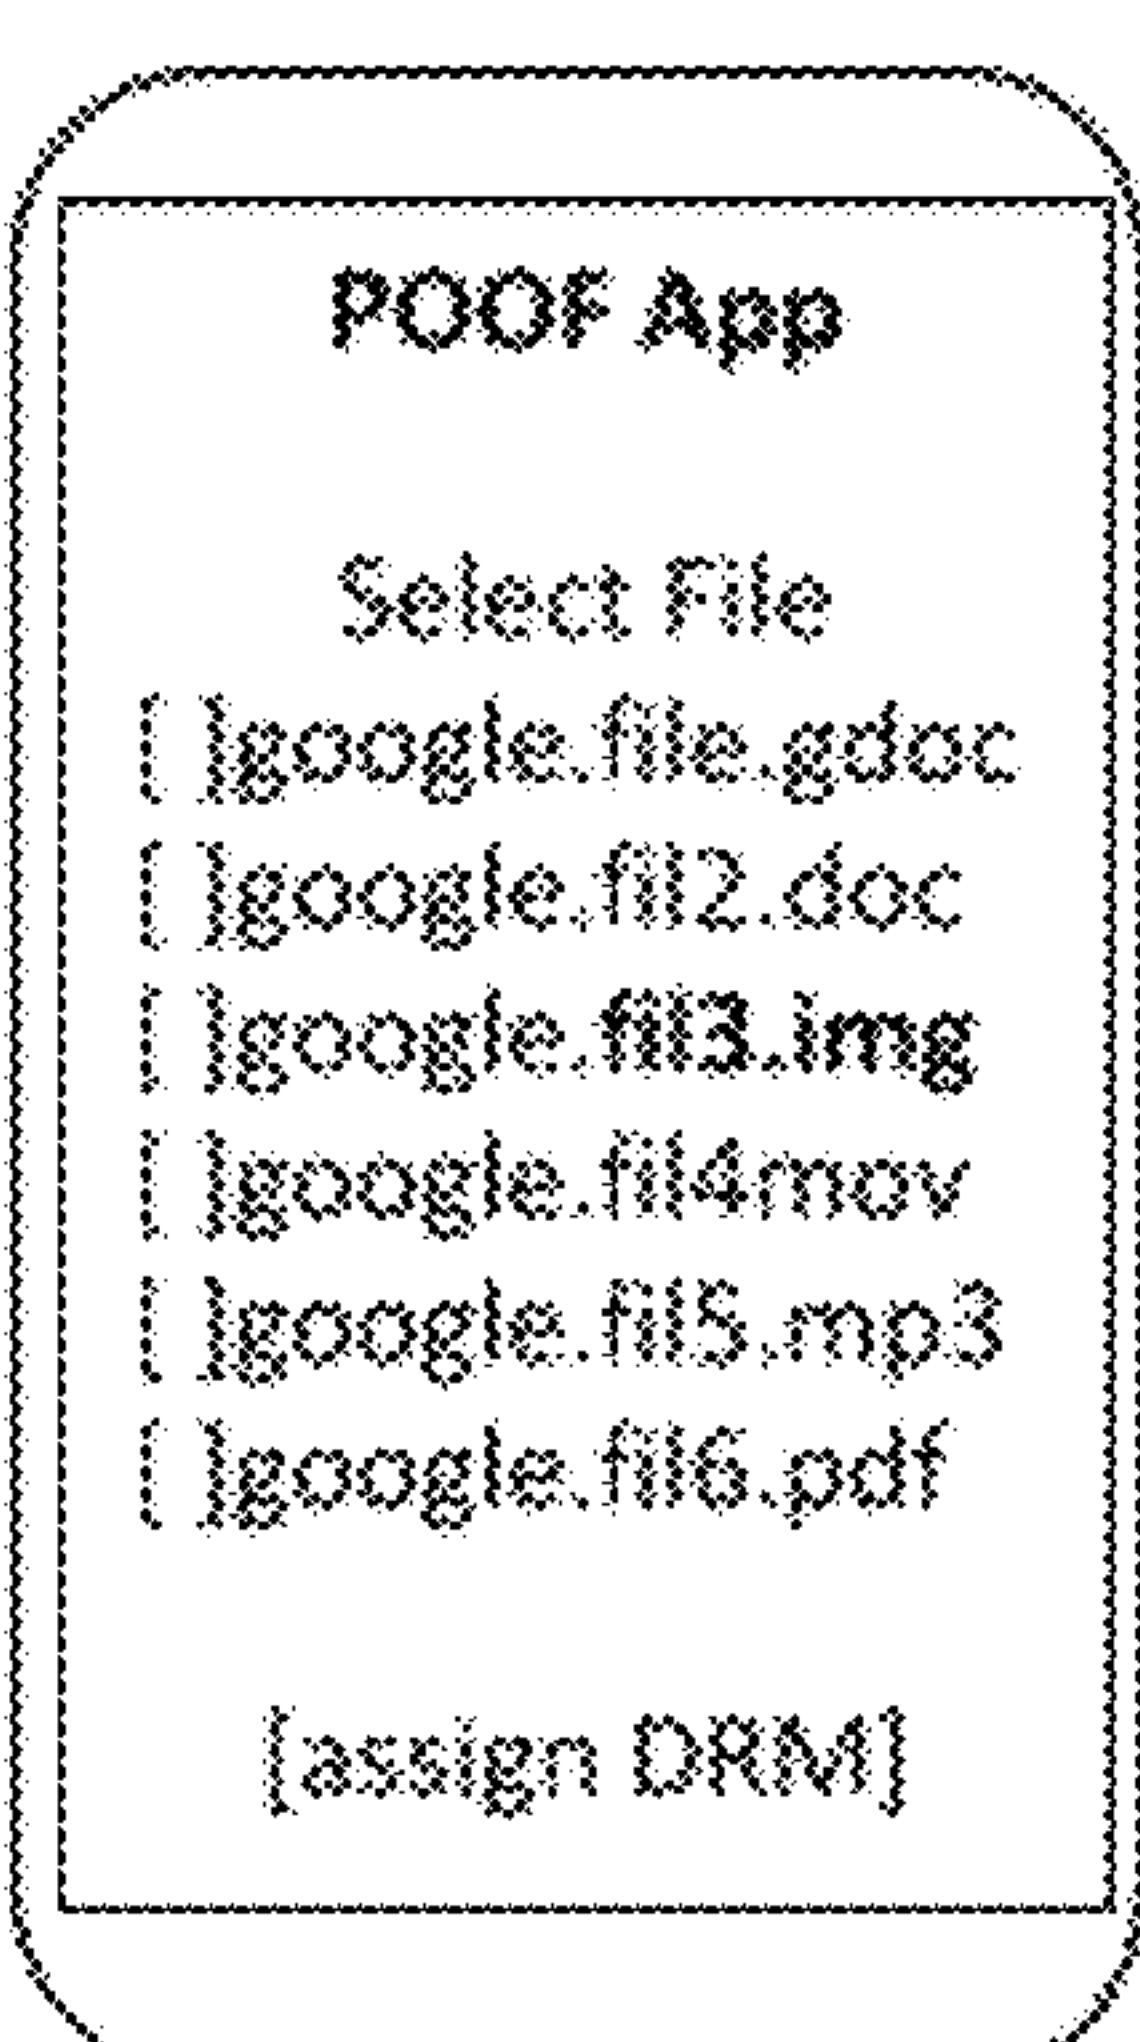 POOF App
Select File
[ ]google.file.gdoc
[ ]google.fil2.doc
[ ]google.fil3.img
[ ]google.fil4mov
[ ]google.fil5.mp3
[ ]google.fil6.pdf
[assign DRM]